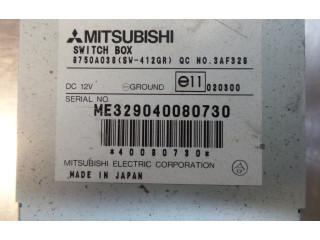 MITSUBISHI
SWITCH BOX
8750A038(SW-412GR) QC NO.3AF329
DC 12V ⊖GROUND e11 020300
SERIAL NO.
ME329040080730
*40080730*
MITSUBISHI ELECTRIC CORPORATION
MADE IN JAPAN